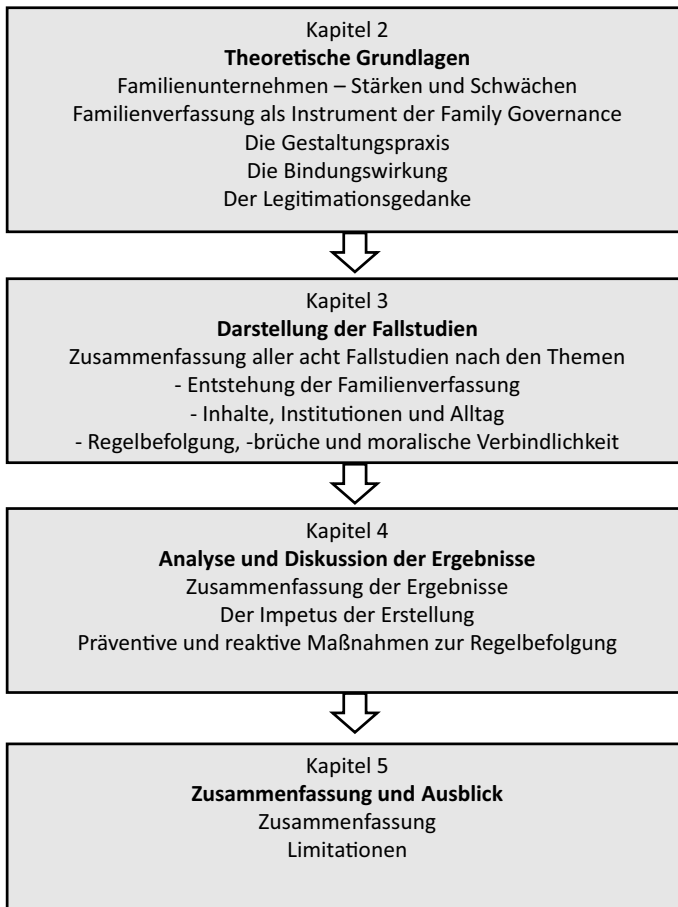 Kapitel 2
Theoretische Grundlagen
Familienunternehmen – Stärken und Schwächen
Familienverfassung als Instrument der Family Governance
Die Gestaltungspraxis
Die Bindungswirkung
Der Legitimationsgedanke
Kapitel 3
Darstellung der Fallstudien
Zusammenfassung aller acht Fallstudien nach den Themen
- Entstehung der Familienverfassung
- Inhalte, Institutionen und Alltag
- Regelbefolgung, -brüche und moralische Verbindlichkeit
Kapitel 4
Analyse und Diskussion der Ergebnisse
Zusammenfassung der Ergebnisse
Der Impetus der Erstellung
Präventive und reaktive Maßnahmen zur Regelbefolgung
Kapitel 5
Zusammenfassung und Ausblick
Zusammenfassung
Limitationen